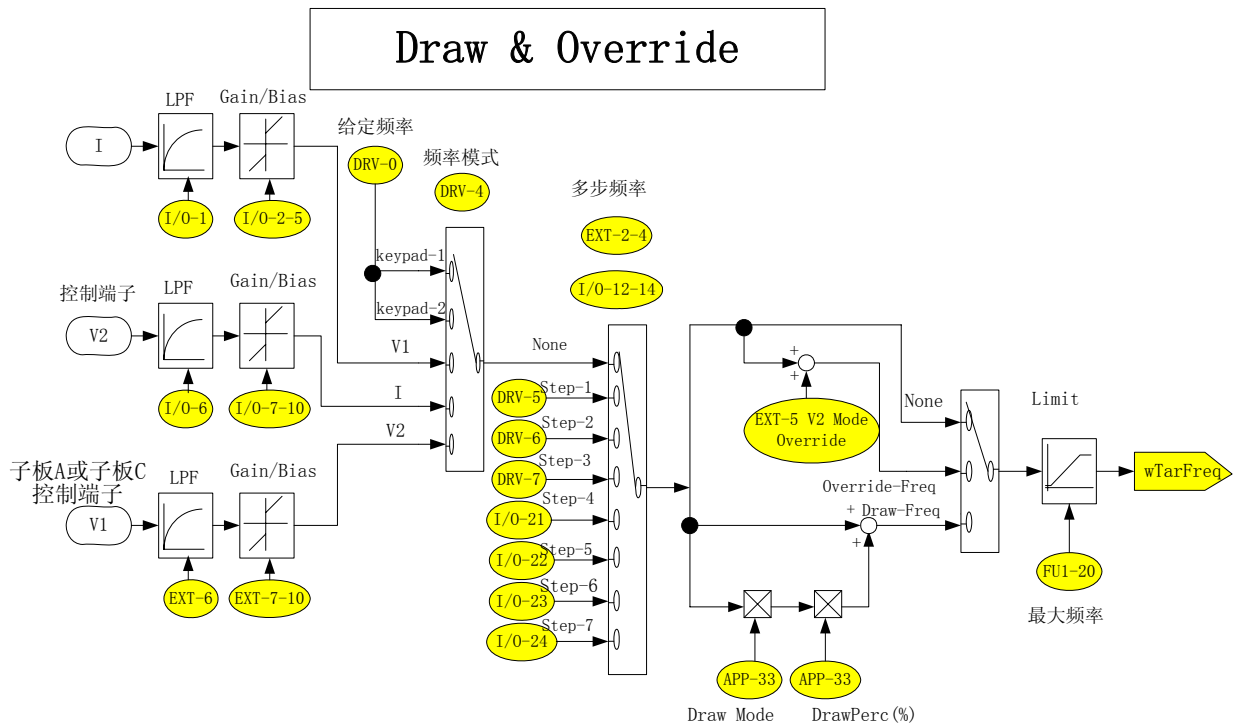 Draw & Override
LPF
Gain/Bias
I
I/O-1
I/O-2-5
给定频率
DRV-0
频率模式
DRV-4
多步频率
EXT-2-4
I/O-12-14
keypad-1
keypad-2
V1
I
V2
控制端子
LPF
Gain/Bias
V2
I/O-6
I/O-7-10
子板A或子板C
控制端子
LPF
Gain/Bias
V1
EXT-6
EXT-7-10
None
DRV-5
Step-1
DRV-6
Step-2
DRV-7
Step-3
I/O-21
Step-4
I/O-22
Step-5
I/O-23
Step-6
I/O-24
Step-7
+
+
EXT-5 V2 Mode
Override
None
Override-Freq
+ Draw-Freq
+
Limit
wTarFreq
FU1-20
最大频率
APP-33
APP-33
Draw Mode
DrawPerc(%)